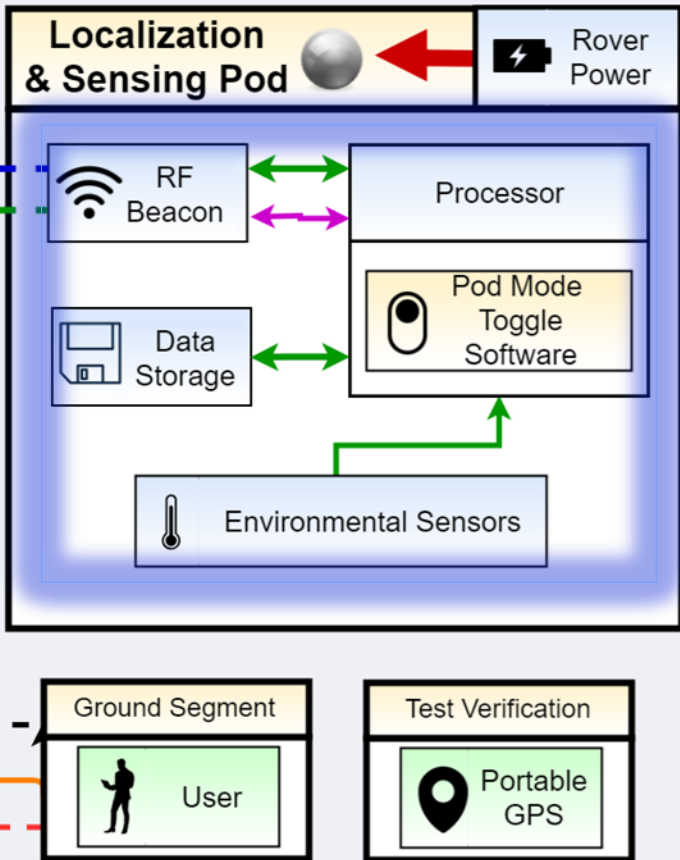 Localization
& Sensing Pod
Rover
Power
RF
Beacon
Processor
Pod Mode
Toggle
Software
Data
Storage
Environmental Sensors
Ground Segment
User
Test Verification
Portable
GPS